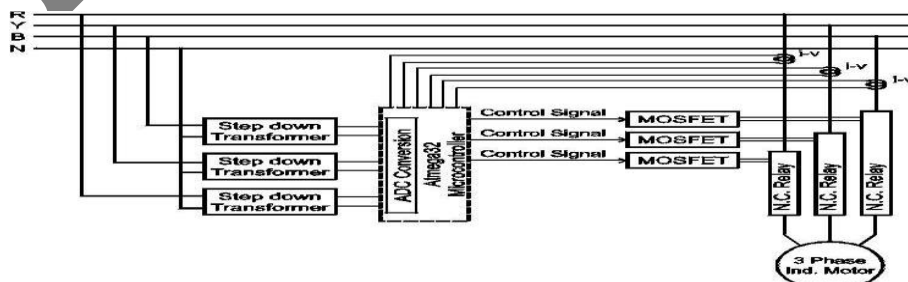 R
Y
B
N
I-v
I-v
I-v
Step down
Transformer
Step down
Transformer
Step down
Transformer
ADC Conversion
Atmega32
Microcontroller
Control Signal
Control Signal
Control Signal
MOSFET
MOSFET
MOSFET
N.C. Relay
N.C. Relay
N.C. Relay
3 Phase
Ind. Motor